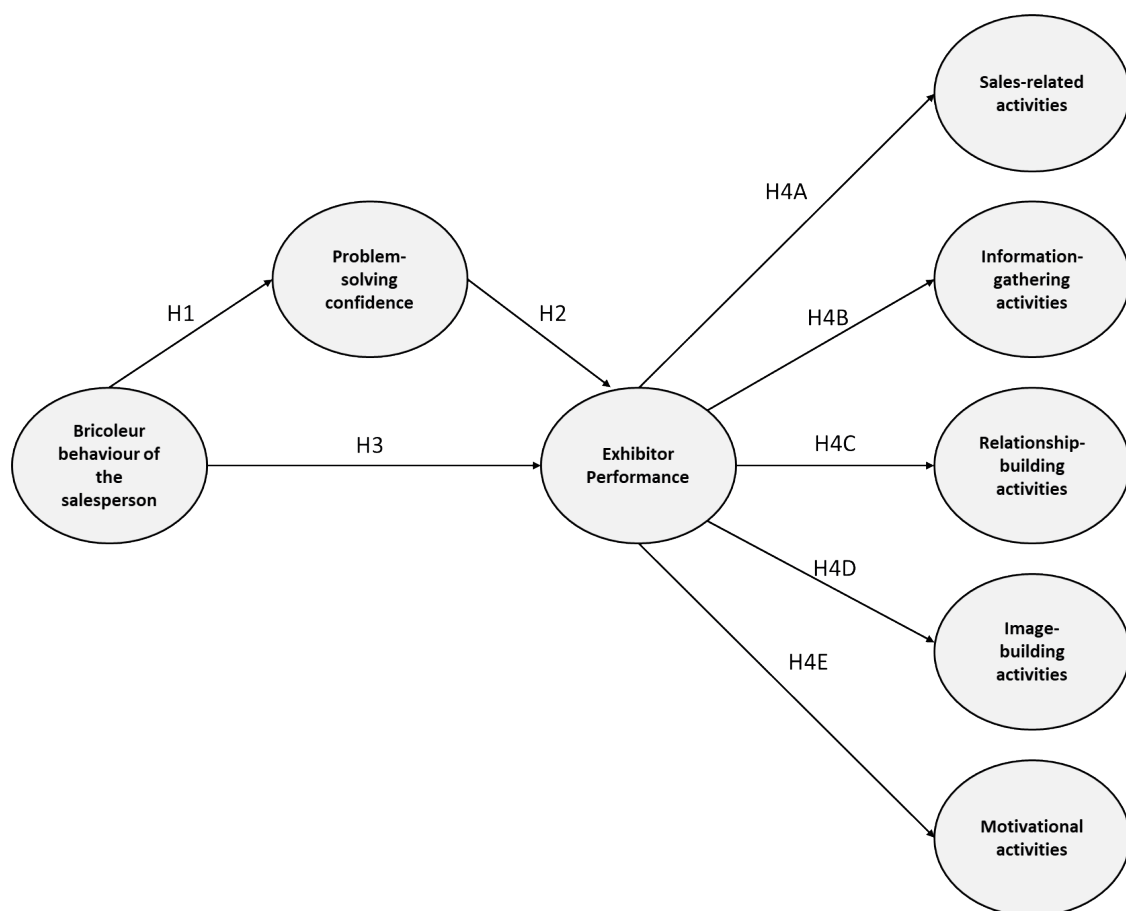 Sales-related
activities
H4A
Problem-
solving
confidence
Information-
gathering
activities
H1
H2
H4B
Bricoleur
behaviour of
the
salesperson
H3
Exhibitor
Performance
H4C
Relationship-
building
activities
H4D
Image-
building
activities
H4E
Motivational
activities